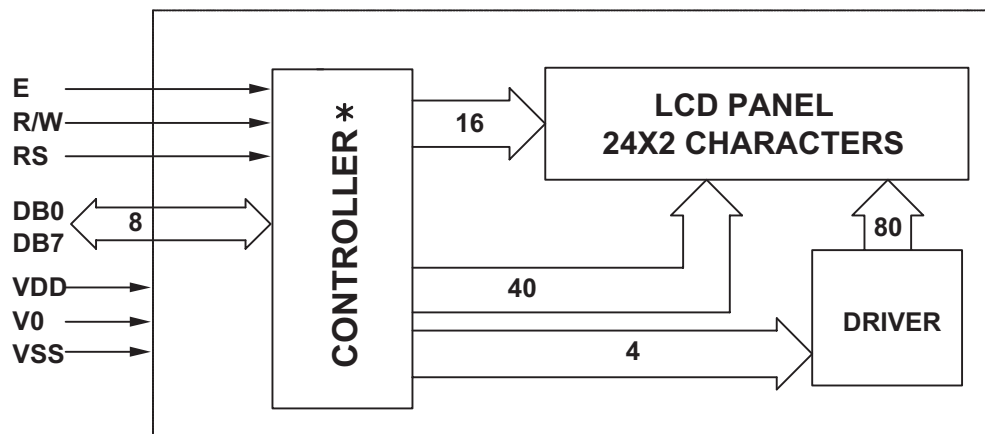 E
R/W
RS
DB0
DB7
8
VDD
V0
VSS
CONTROLLER*
16
LCD PANEL
24X2 CHARACTERS
40
80
4
DRIVER